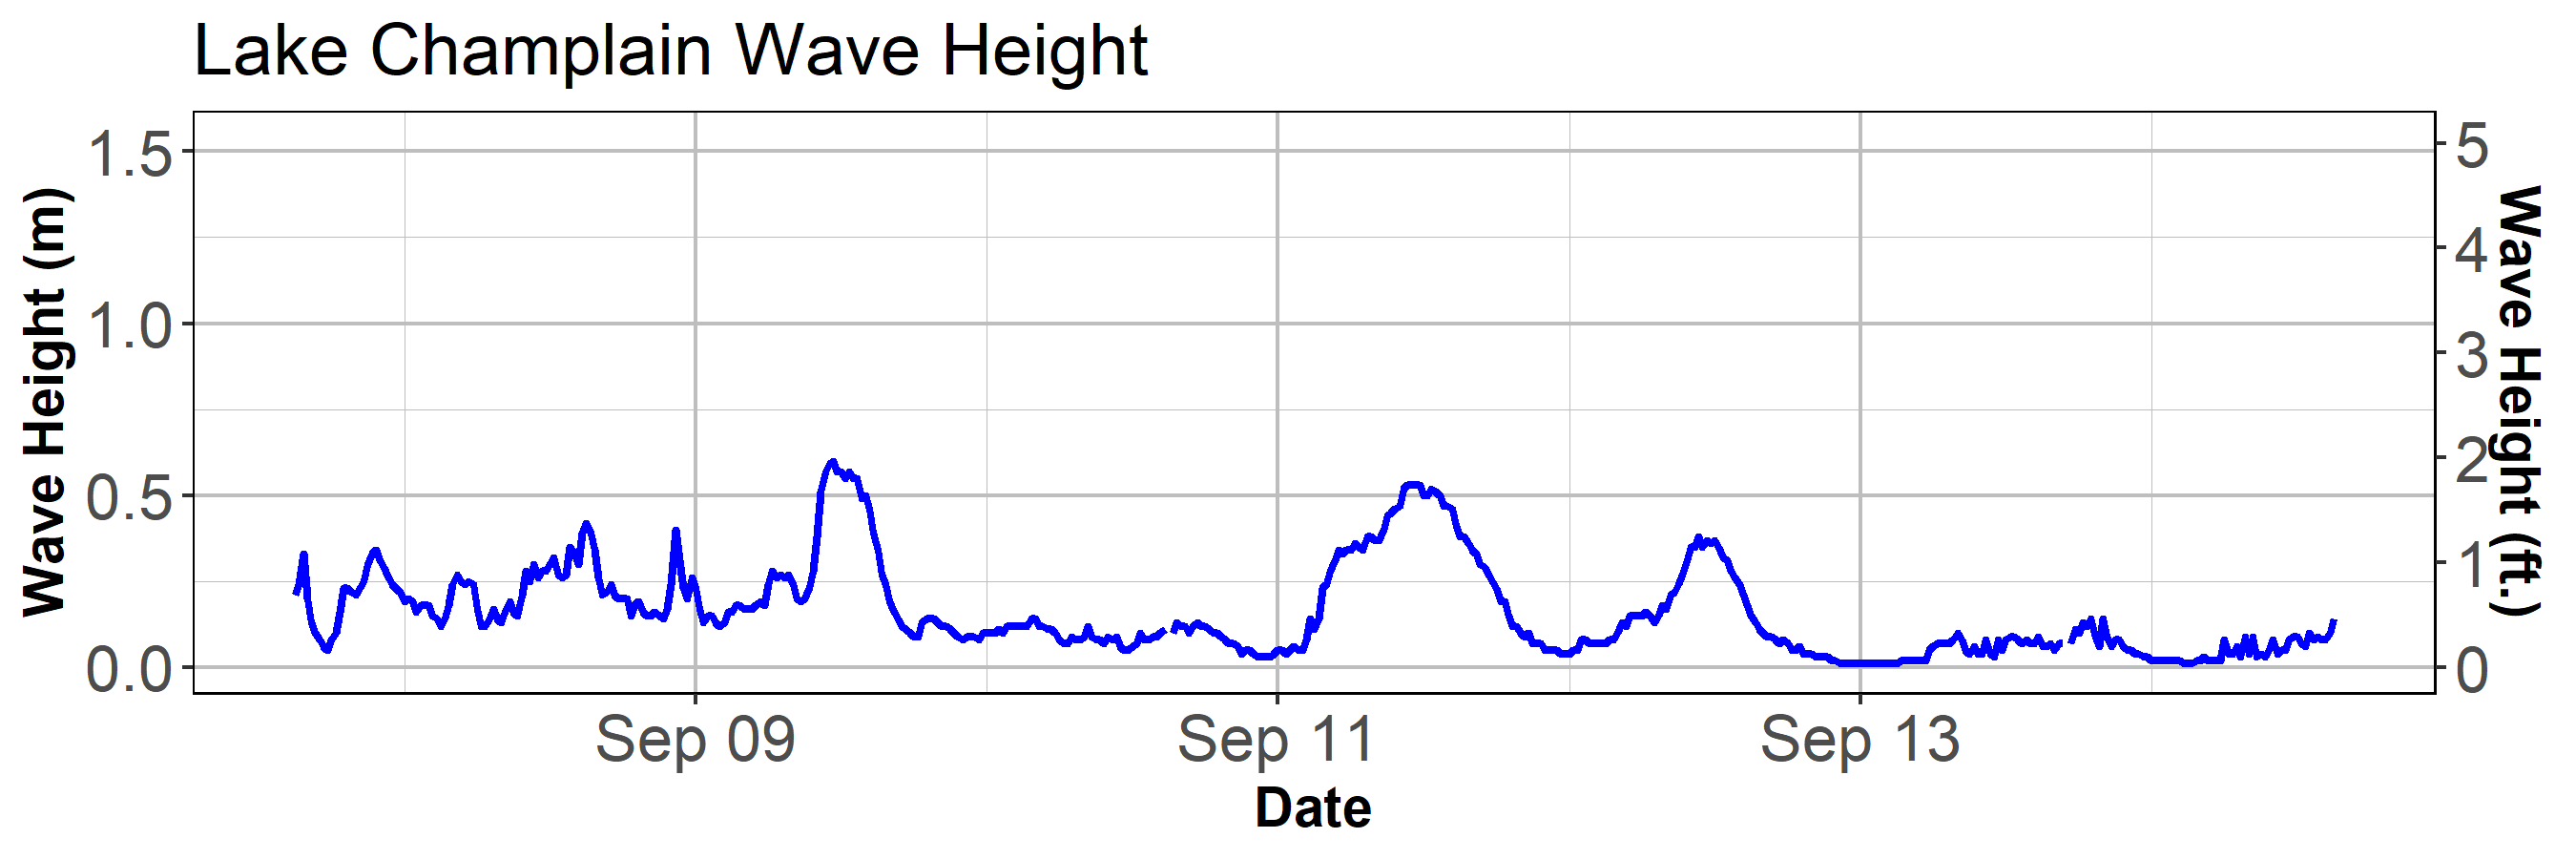 Lake Champlain Wave Height
Wave Height (m)
1.5
1.0
0.5
0.0
5
4
3
2
1
0
Wave Height (ft.)
Sep 09
Sep 11
Sep 13
Date